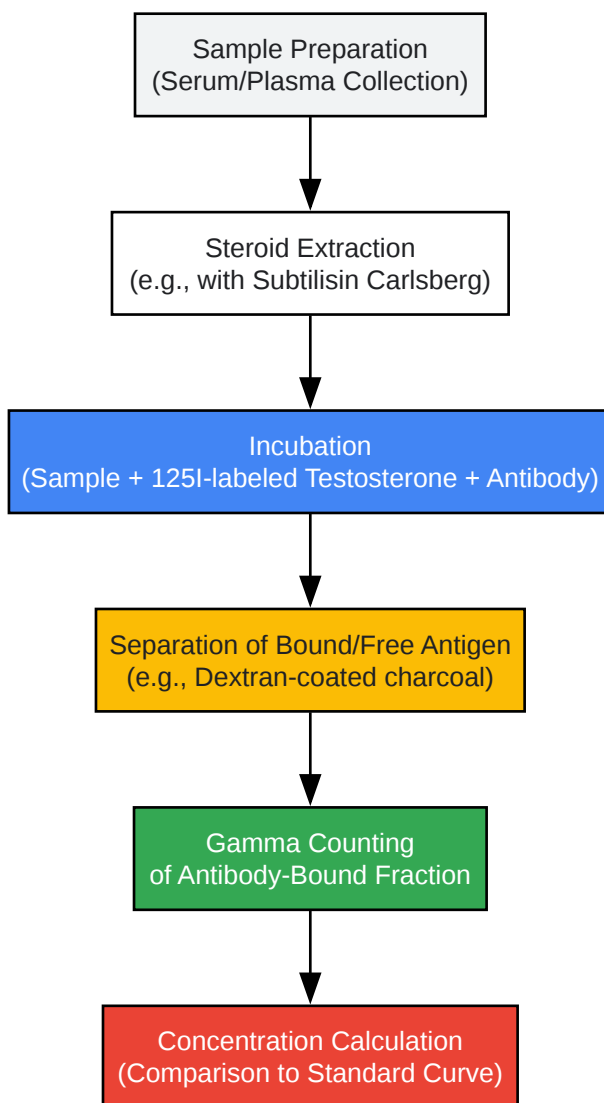 Sample Preparation
(Serum/Plasma Collection)
Steroid Extraction
(e.g., with Subtilisin Carlsberg)
Incubation
(Sample + 125I-labeled Testosterone + Antibody)
Separation of Bound/Free Antigen
(e.g., Dextran-coated charcoal)
Gamma Counting
of Antibody-Bound Fraction
Concentration Calculation
(Comparison to Standard Curve)